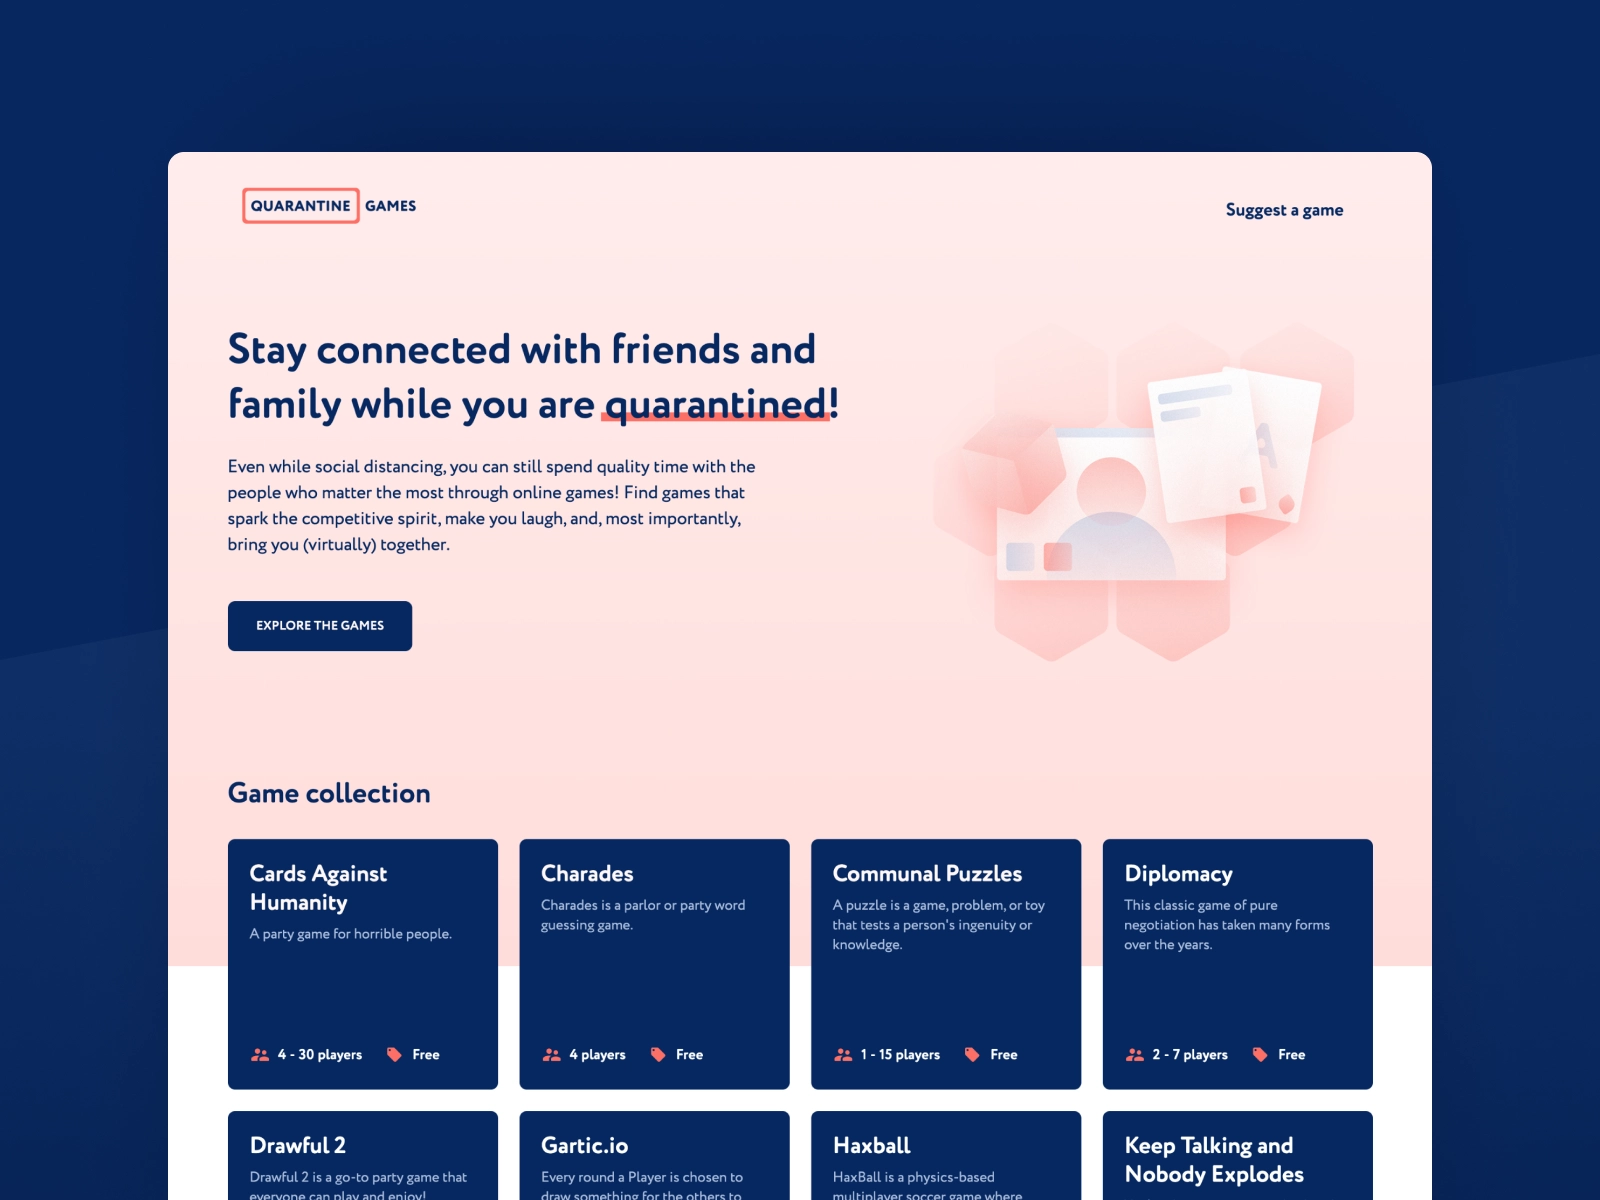 QUARANTINE GAMES
Suggest a game
Stay connected with friends and
family while you are quarantined!
Even while social distancing, you can still spend quality time with the
people who matter the most through online games! Find games that
spark the competitive spirit, make you laugh, and, most importantly,
bring you (virtually) together.
A
EXPLORE THE GAMES
Game collection
Cards Against
Humanity
A party game for horrible people.
4 - 30 players Free
Charades
Charades is a parlor or party word
guessing game.
4 players Free
Communal Puzzles
A puzzle is a game, problem, or toy
that tests a person's ingenuity or
knowledge.
1 - 15 players Free
Diplomacy
This classic game of pure
negotiation has taken many forms
over the years.
2 - 7 players Free
Drawful 2
Drawful 2 is a go-to party game that
everyone can play and enjoy!
Gartic.io
Every round a Player is chosen to
draw something for the others to
Haxball
HaxBall is a physics-based
multiplayer soccer game where
Keep Talking and
Nobody Explodes